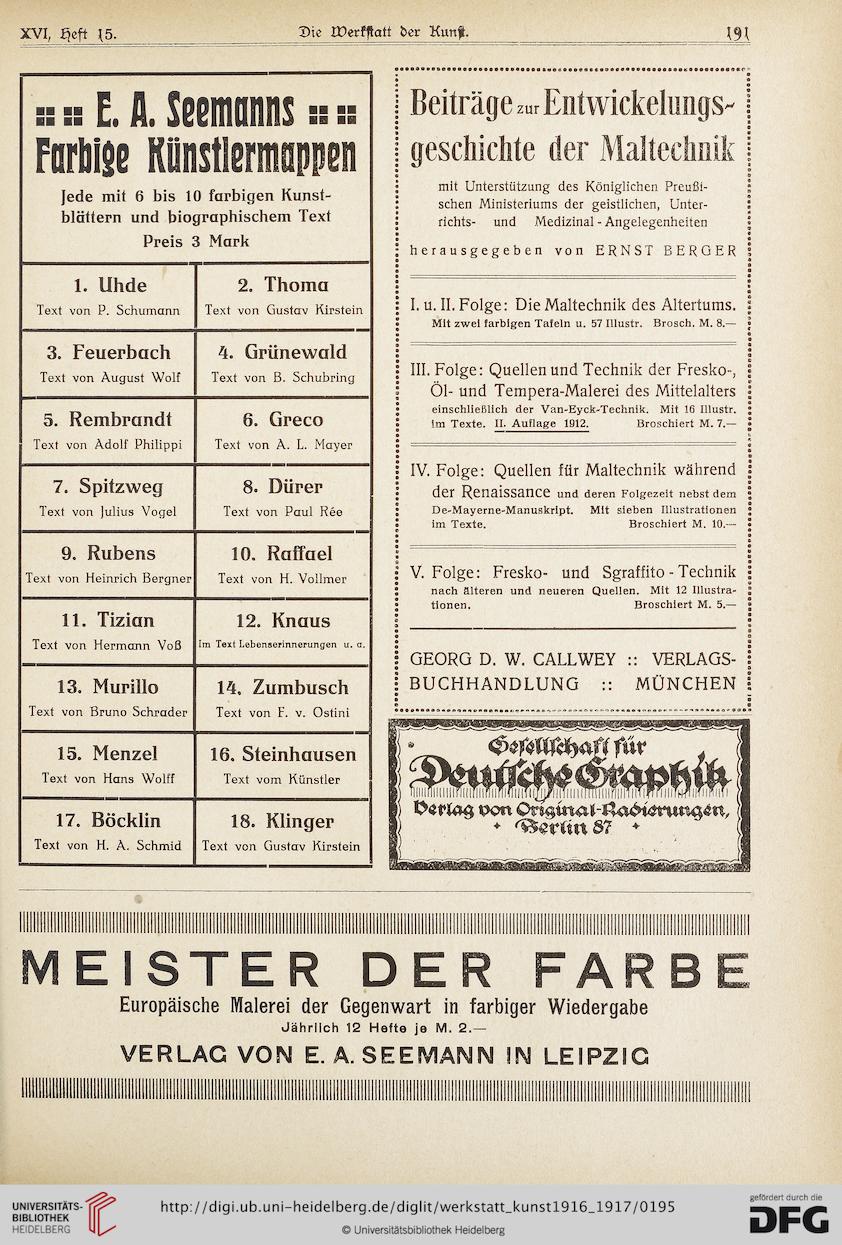 XVI, Heft 15.
Die Werkstatt der Kunst.
191
E. A. Seemanns
Farbige Künstlermappen
Jede mit 6 bis 10 farbigen Kunst-
blättern und biographischem Text
Preis 3 Mark
1. Uhde
Text von P. Schumann
2. Thoma
Text von Gustav Kirstein
3. Feuerbach
Text von August Wolf
4. Grünewald
Text von B. Schubring
5. Rembrandt
Text von Adolf Philippi
6. Greco
Text von A. L. Mayer
7. Spitzweg
Text von Julius Vogel
8. Dürer
Text von Paul Rée
9. Rubens
Text von Heinrich Bergner
10. Raffael
Text von H. Vollmer
11. Tizian
Text von Hermann Voß
12. Knaus
Im Text Lebenserinnerungen u. a.
13. Murillo
Text von Bruno Schrader
14. Zumbusch
Text von F. v. Ostini
15. Menzel
Text von Hans Wolff
16. Steinhausen
Text vom Künstler
17. Böcklin
Text von H. A. Schmid
18. Klinger
Text von Gustav Kirstein
Beiträge zur Entwickelungs-
geschichte der Maltechnik
mit Unterstützung des Königlichen Preußi-
schen Ministeriums der geistlichen, Unter-
richts- und Medizinal-Angelegenheiten
herausgegeben von ERNST BERGER
I. u. II. Folge: Die Maltechnik des Altertums.
Mit zwei farbigen Tafeln u. 57 Illustr. Brosch. M. 8.—
III. Folge: Quellen und Technik der Fresko-,
Öl- und Tempera-Malerei des Mittelalters
einschließlich der Van-Eyck-Technik. Mit 16 Illustr.
im Texte. II. Auflage 1912. Broschiert M. 7.—
IV. Folge: Quellen für Maltechnik während
der Renaissance und deren Folgezeit nebst dem
De-Mayerne-Manuskript. Mit sieben Illustrationen
im Texte. Broschiert M. 10.—
V. Folge: Fresko- und Sgraffito-Technik
nach älteren und neueren Quellen. Mit 12 Illustra-
tionen. Broschiert M. 5.—
GEORG D. W. CALLWEY :: VERLAGS-
BUCHHANDLUNG :: MÜNCHEN
Gesellschaft für
Deutsche Graphik
Verlag von Original-Radierungen,
Berlin 87
MEISTER DER FARBE
Europäische Malerei der Gegenwart in farbiger Wiedergabe
Jährlich 12 Hefte je M. 2.—
VERLAG VON E. A. SEEMANN IN LEIPZIG
UNIVERSITÄTS-
BIBLIOTHEK
HEIDELBERG
http://digi.ub.uni-heidelberg.de/diglit/werkstatt_kunst1916_1917/0195
© Universitätsbibliothek Heidelberg
gefördert durch die
DFG